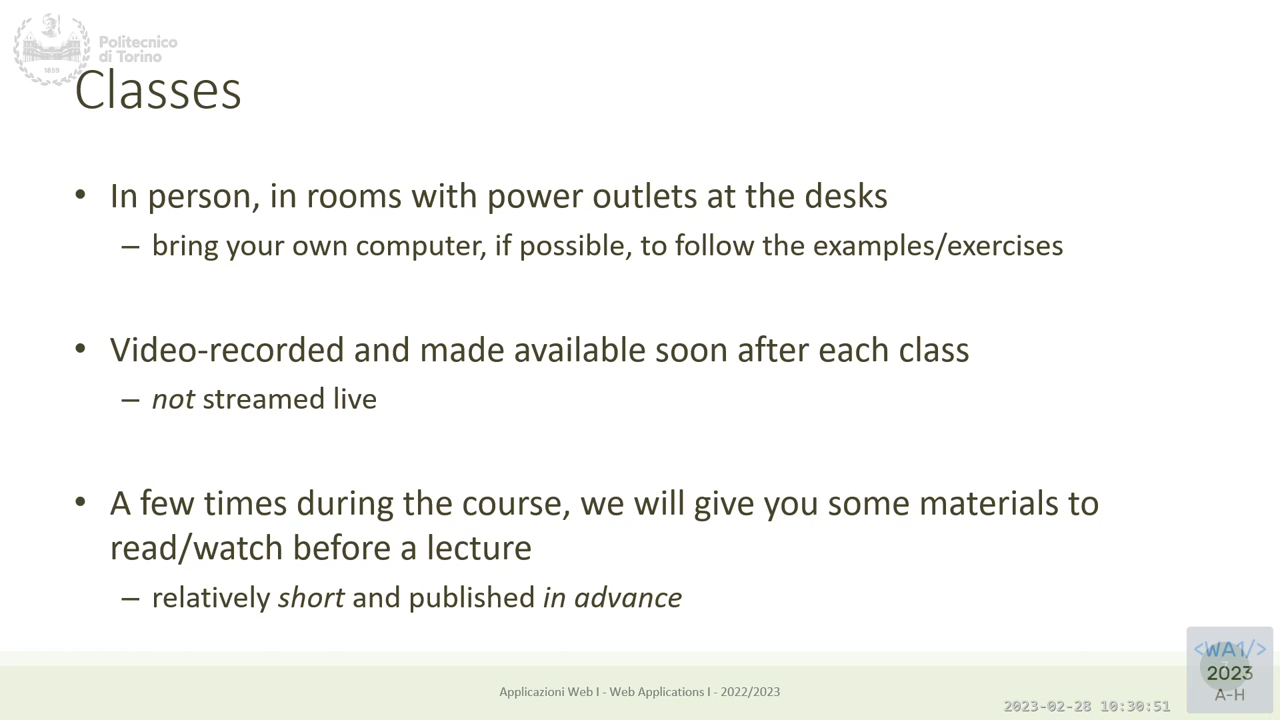 Politecnico
di Torino
1859
Classes
• In person, in rooms with power outlets at the desks
– bring your own computer, if possible, to follow the examples/exercises
• Video-recorded and made available soon after each class
– not streamed live
• A few times during the course, we will give you some materials to
read/watch before a lecture
– relatively short and published in advance
<WA1/>
2023
A-H
Applicazioni Web I - Web Applications I - 2022/2023
2023-02-28 10:30:51